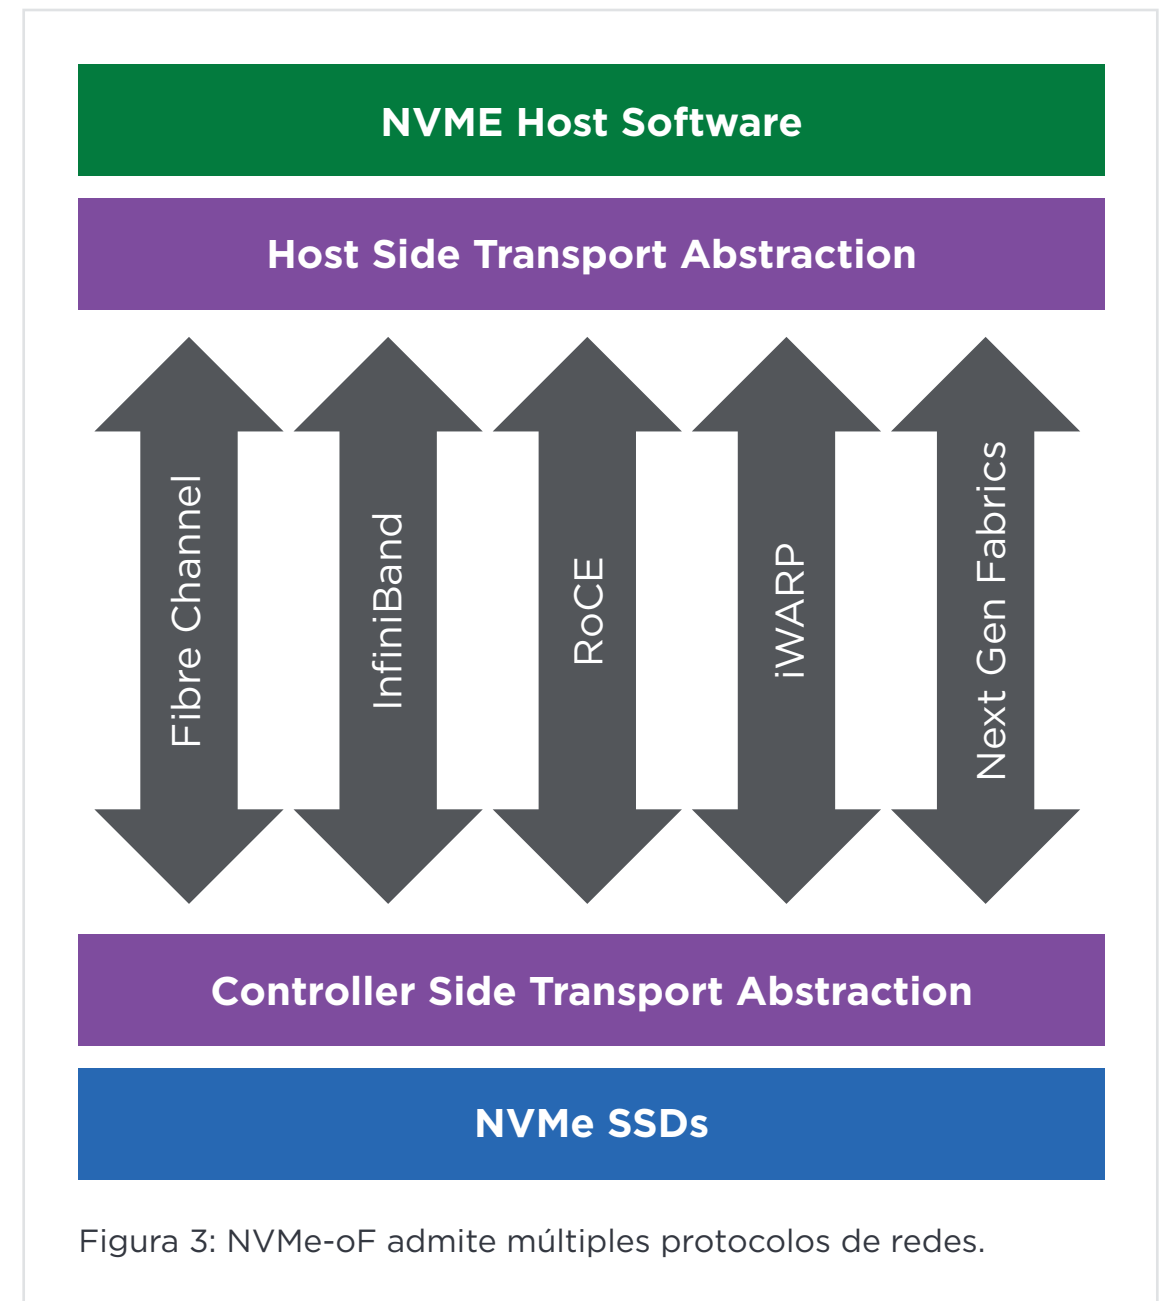 NVME Host Software
Host Side Transport Abstraction
Fibre Channel
InfiniBand
RoCE
iWARP
Next Gen Fabrics
Controller Side Transport Abstraction
NVMe SSDs
Figura 3: NVMe-oF admite múltiples protocolos de redes.